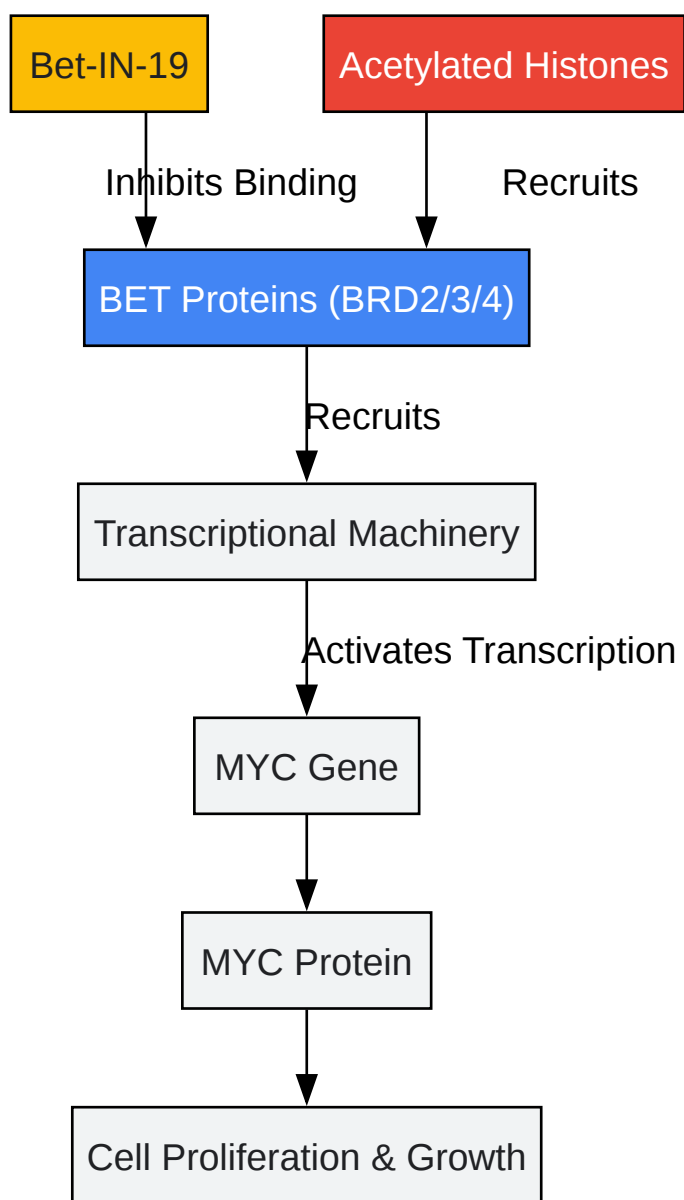 Bet-IN-19
Acetylated Histones
Inhibits Binding
Recruits
BET Proteins (BRD2/3/4)
Recruits
Transcriptional Machinery
Activates Transcription
MYC Gene
MYC Protein
Cell Proliferation & Growth